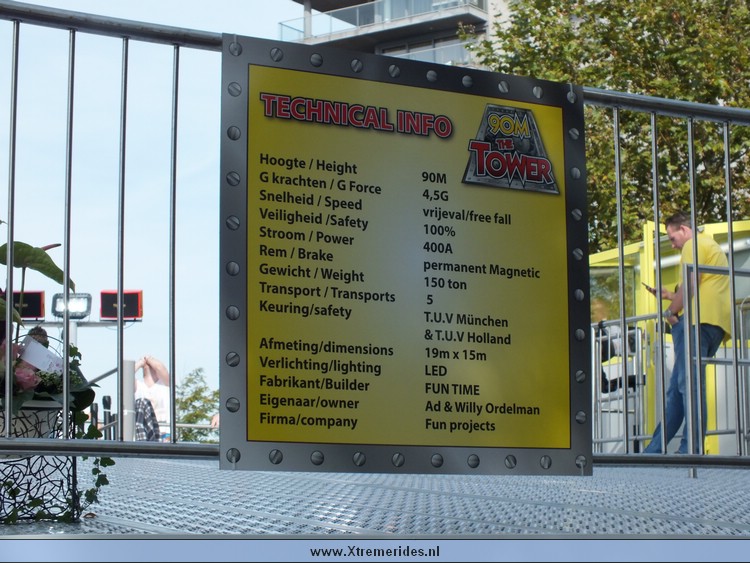 TECHNICAL INFO
90M
THE
TOWER
Hoogte / Height 90M
G krachten / G Force 4,5G
Snelheid / Speed vrijeval/free fall
Veiligheid /Safety 100%
Stroom / Power 400A
Rem / Brake permanent Magnetic
Gewicht / Weight 150 ton
Transport / Transports 5
Keuring/safety T.U.V München
& T.U.V Holland
Afmeting/dimensions 19m x 15m
Verlichting/lighting LED
Fabrikant/Builder FUN TIME
Eigenaar/owner Ad & Willy Ordelman
Firma/company Fun projects
www.Xtremerides.nl